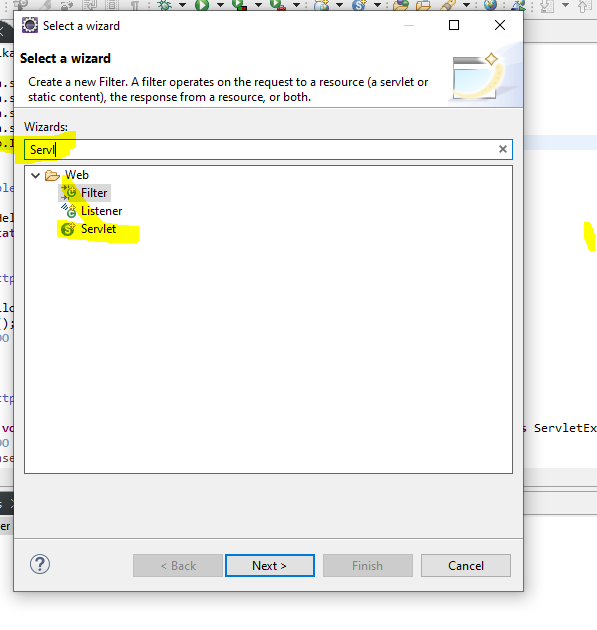 Select a wizard
Select a wizard
Create a new Filter. A filter operates on the request to a resource (a servlet or
static content), the response from a resource, or both.
Wizards:
Servl
Web
Filter
Listener
Servlet
ServletEx
? < Back Next > Finish Cancel